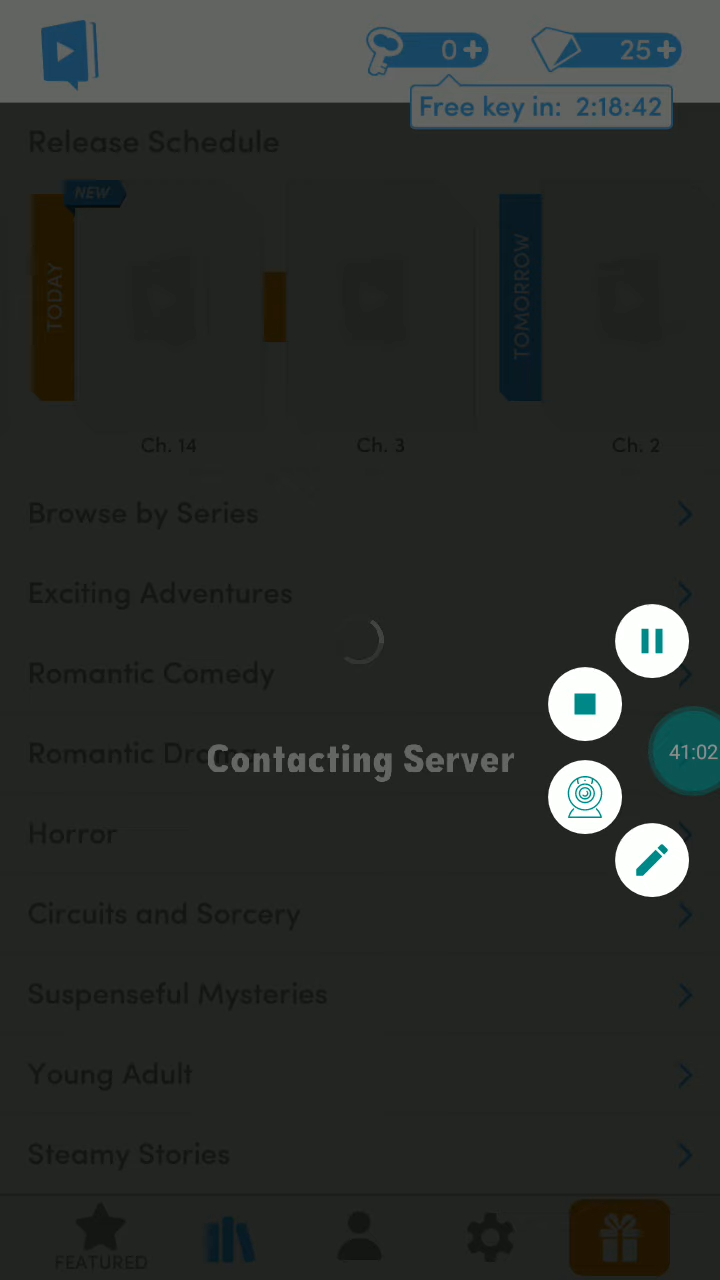 0+
25+
Free key in: 2:18:42
Release Schedule
NEW
TODAY
TOMORROW
Ch. 14
Ch. 3
Ch. 2
Browse by Series
Exciting Adventures
Romantic Comedy
Romantic Drama
Contacting Server
41:02
Horror
Circuits and Sorcery
Suspenseful Mysteries
Young Adult
Steamy Stories
FEATURED